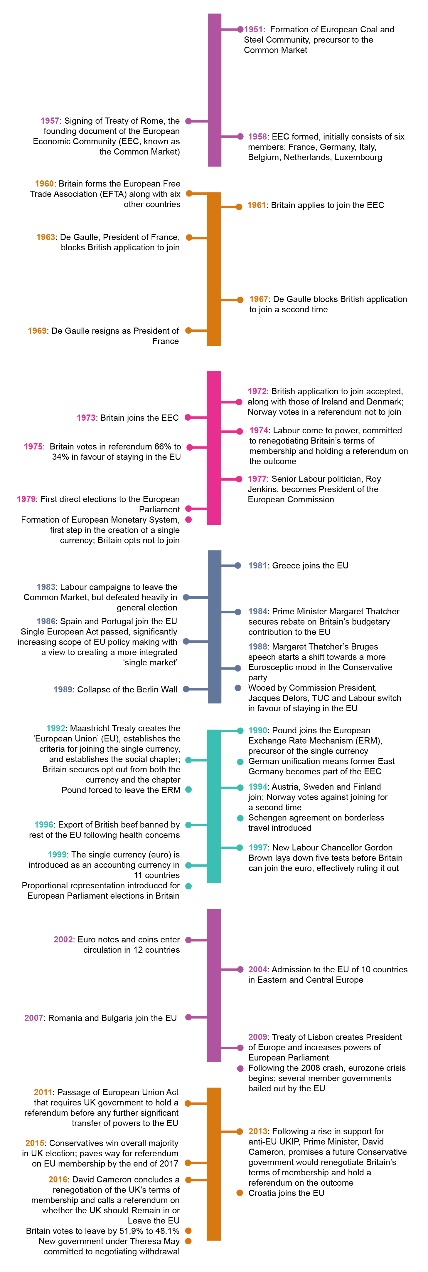 1951: Formation of European Coal and
Steel Community, precursor to the
Common Market
1957: Signing of Treaty of Rome, the
founding document of the European
Economic Community (EEC, known as
the Common Market)
1958: EEC formed, initially consists of six
members: France, Germany, Italy,
Belgium, Netherlands, Luxembourg
1960: Britain forms the European Free
Trade Association (EFTA) along with six
other countries
1961: Britain applies to join the EEC
1963: De Gaulle, President of France,
blocks British application to join
1967: De Gaulle blocks British application
to join a second time
1969: De Gaulle resigns as President of
France
1972: British application to join accepted,
along with those of Ireland and Denmark;
Norway votes in a referendum not to join
1973: Britain joins the EEC
1974: Labour come to power, committed
to renegotiating Britain's terms of
membership and holding a referendum on
the outcome
1975: Britain votes in referendum 66% to
34% in favour of staying in the EU
1977: Senior Labour politician, Roy
Jenkins, becomes President of the
European Commission
1979: First direct elections to the European
Parliament
Formation of European Monetary System,
first step in the creation of a single
currency; Britain opts not to join
1981: Greece joins the EU
1983: Labour campaigns to leave the
Common Market, but defeated heavily in
general election
1984: Prime Minister Margaret Thatcher
secures rebate on Britain's budgetary
contribution to the EU
1986: Spain and Portugal join the EU
Single European Act passed, significantly
increasing scope of EU policy making with
a view to creating a more integrated
'single market'
1988: Margaret Thatcher's Bruges
speech starts a shift towards a more
Eurosceptic mood in the Conservative
party
Wooed by Commission President,
Jacques Delors, TUC and Labour switch
in favour of staying in the EU
1989: Collapse of the Berlin Wall
1990: Pound joins the European
Exchange Rate Mechanism (ERM),
precursor of the single currency
German unification means former East
Germany becomes part of the EEC
1992: Maastricht Treaty creates the
'European Union' (EU), establishes the
criteria for joining the single currency,
and establishes the social chapter;
Britain secures opt out from both the
currency and the chapter
Pound forced to leave the ERM
1994: Austria, Sweden and Finland
join; Norway votes against joining for
a second time
Schengen agreement on borderless
travel introduced
1996: Export of British beef banned by
rest of the EU following health concerns
1997: New Labour Chancellor Gordon
Brown lays down five tests before Britain
can join the euro, effectively ruling it out
1999: The single currency (euro) is
introduced as an accounting currency in
11 countries
Proportional representation introduced for
European Parliament elections in Britain
2002: Euro notes and coins enter
circulation in 12 countries
2004: Admission to the EU of 10 countries
in Eastern and Central Europe
2007: Romania and Bulgaria join the EU
2009: Treaty of Lisbon creates President
of Europe and increases powers of
European Parliament
Following the 2008 crash, eurozone crisis
begins: several member governments
bailed out by the EU
2011: Passage of European Union Act
that requires UK government to hold a
referendum before any further significant
transfer of powers to the EU
2013: Following a rise in support for
anti-EU UKIP, Prime Minister, David
Cameron, promises a future Conservative
government would renegotiate Britain's
terms of membership and hold a
referendum on the outcome
Croatia joins the EU
2015: Conservatives win overall majority
in UK election; paves way for referendum
on EU membership by the end of 2017
2016: David Cameron concludes a
renegotiation of the UK's terms of
membership and calls a referendum on
whether the UK should Remain in or
Leave the EU
Britain votes to leave by 51.9% to 48.1%
New government under Theresa May
committed to negotiating withdrawal